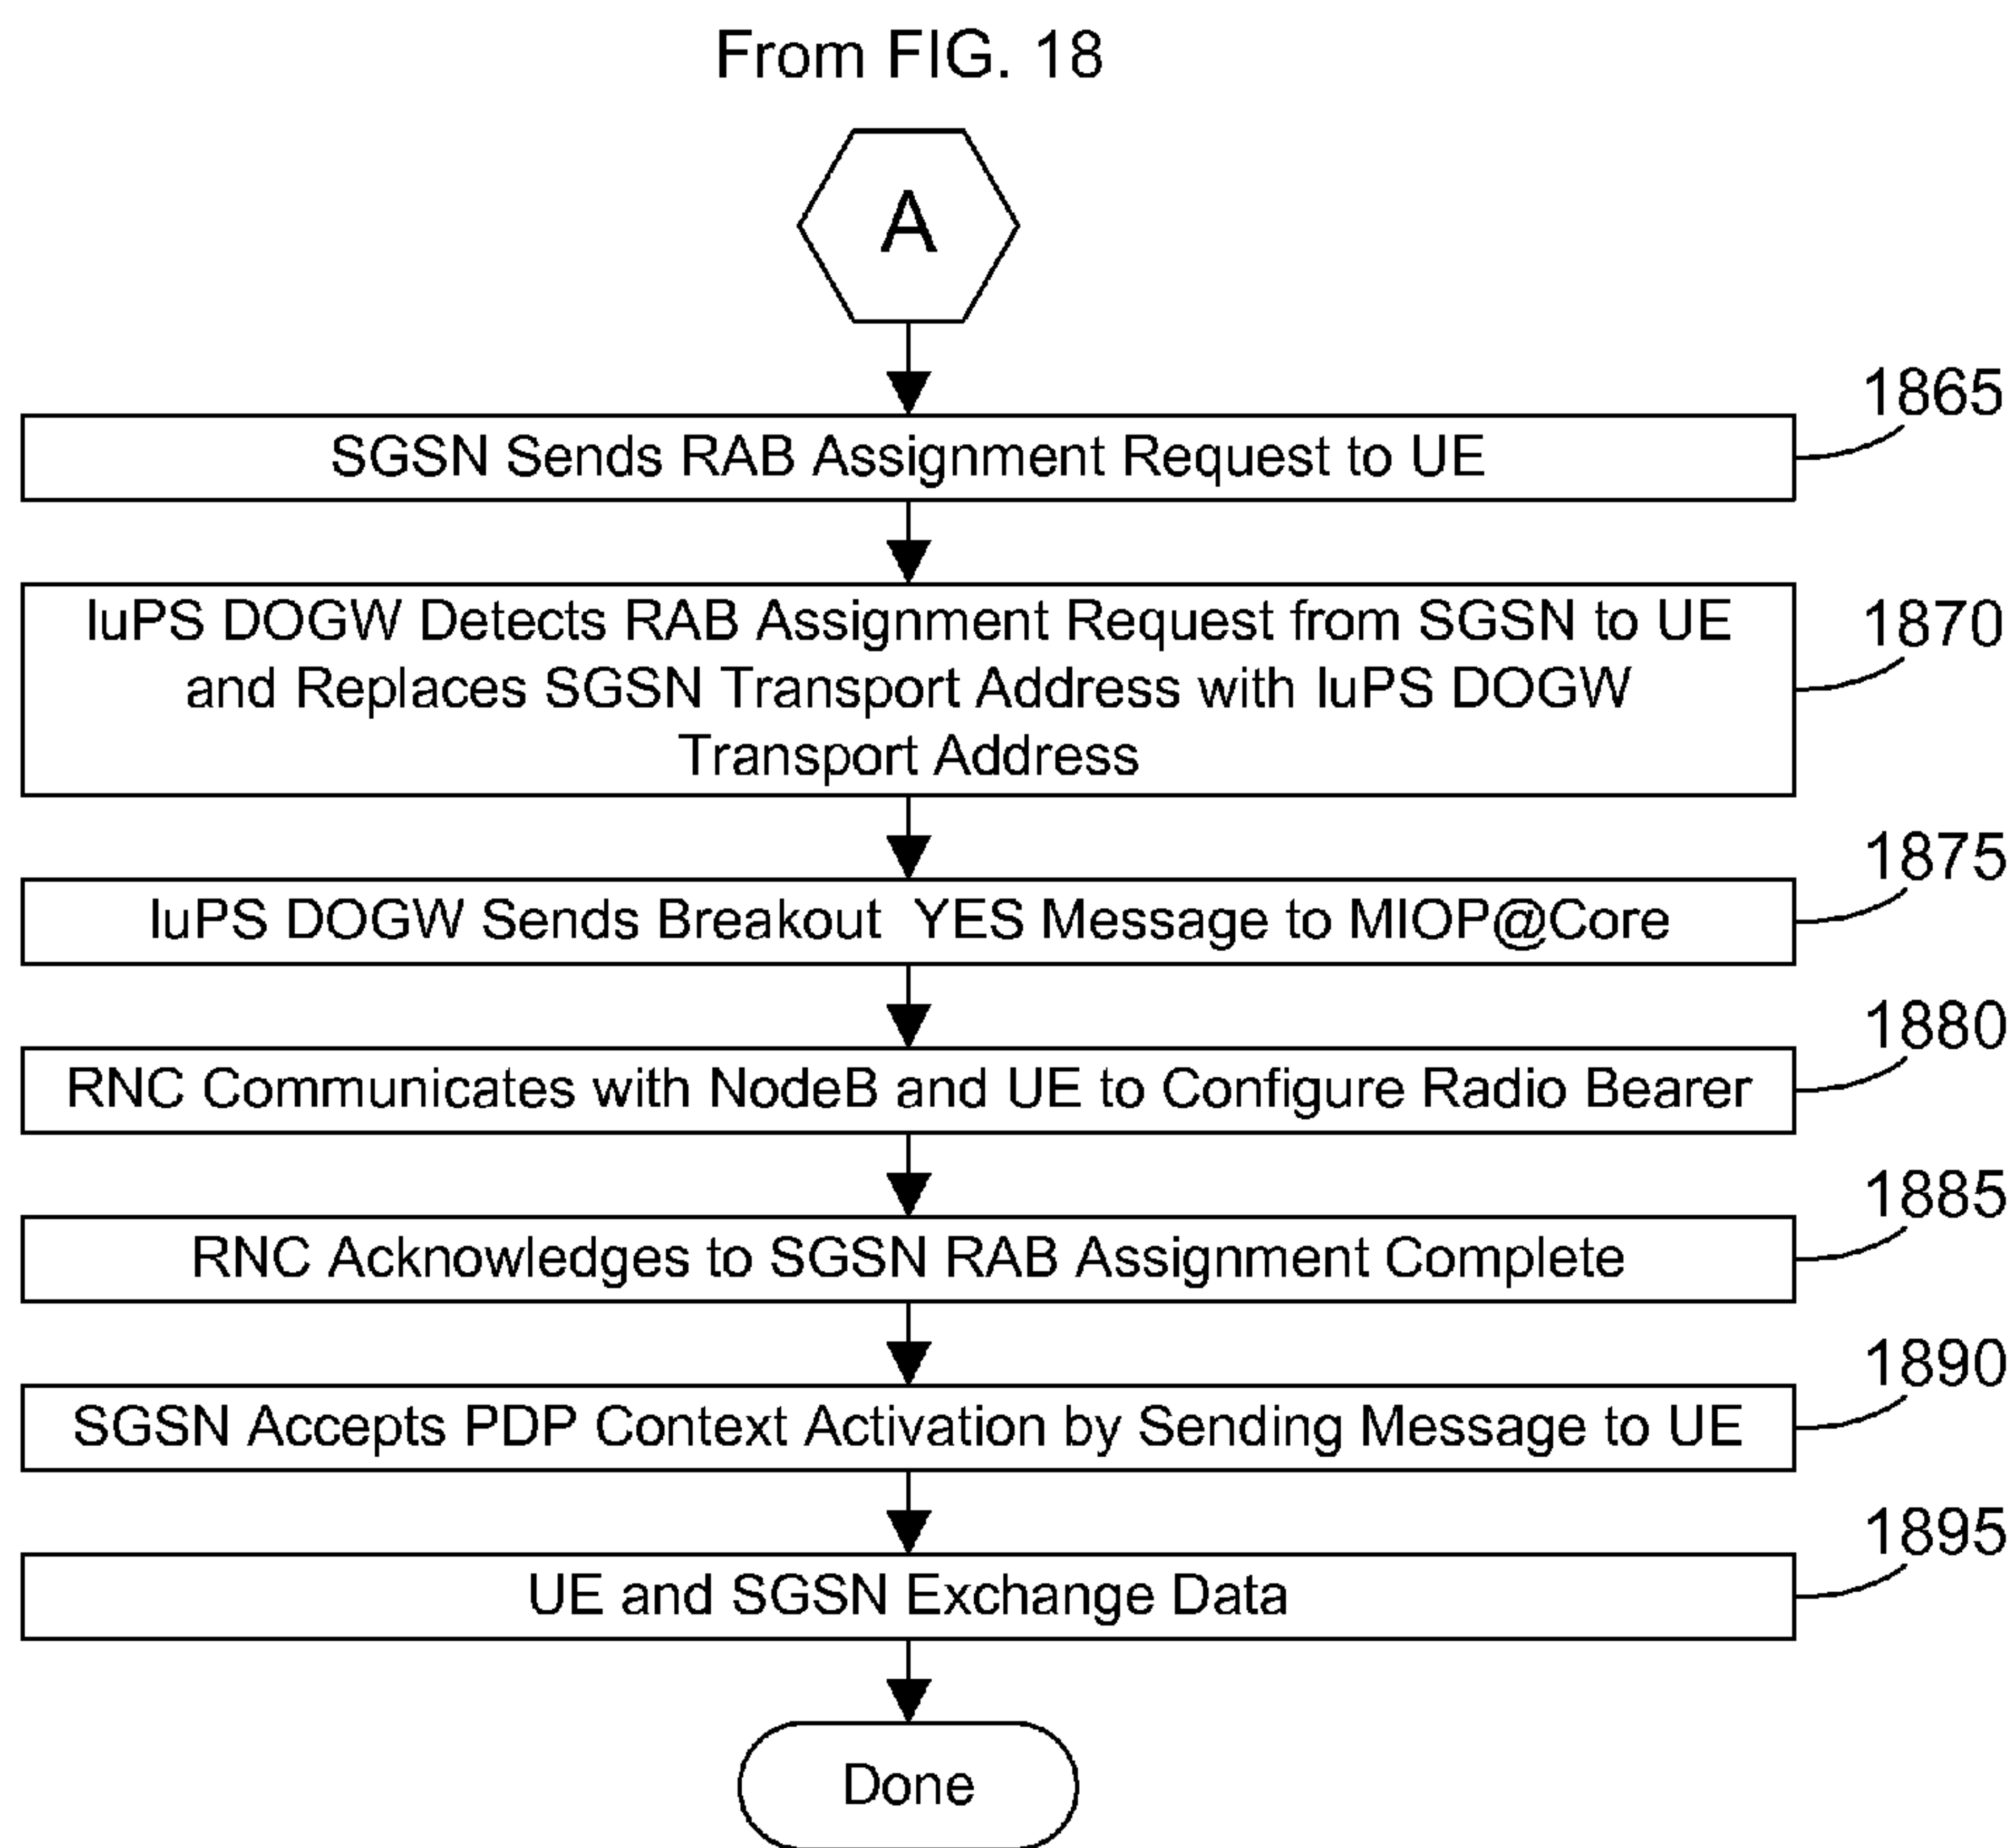 From FIG. 18
A
1865
SGSN Sends RAB Assignment Request to UE
1870
IuPS DOGW Detects RAB Assignment Request from SGSN to UE
and Replaces SGSN Transport Address with IuPS DOGW
Transport Address
1875
IuPS DOGW Sends Breakout YES Message to MIOP@Core
1880
RNC Communicates with NodeB and UE to Configure Radio Bearer
1885
RNC Acknowledges to SGSN RAB Assignment Complete
1890
SGSN Accepts PDP Context Activation by Sending Message to UE
1895
UE and SGSN Exchange Data
Done